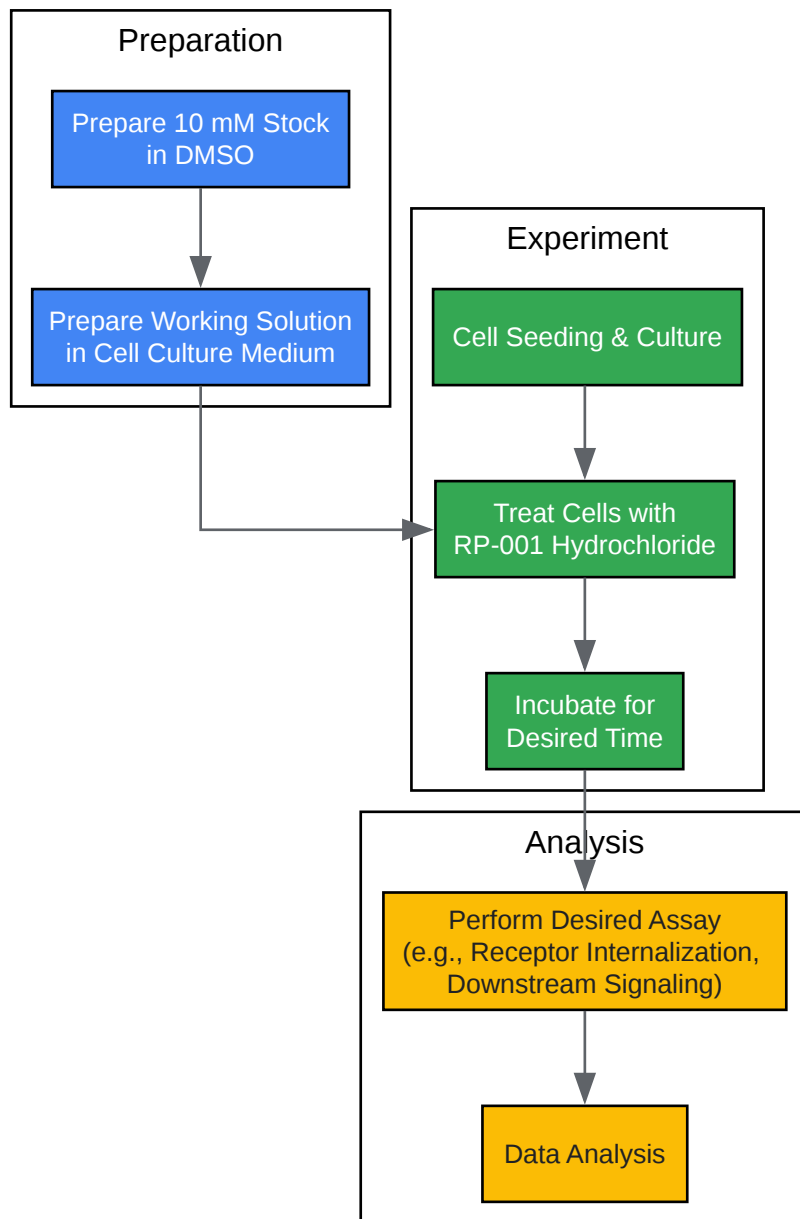 Preparation
Prepare 10 mM Stock
in DMSO
Prepare Working Solution
in Cell Culture Medium
Experiment
Cell Seeding & Culture
Treat Cells with
RP-001 Hydrochloride
Incubate for
Desired Time
Analysis
Perform Desired Assay
(e.g., Receptor Internalization,
Downstream Signaling)
Data Analysis